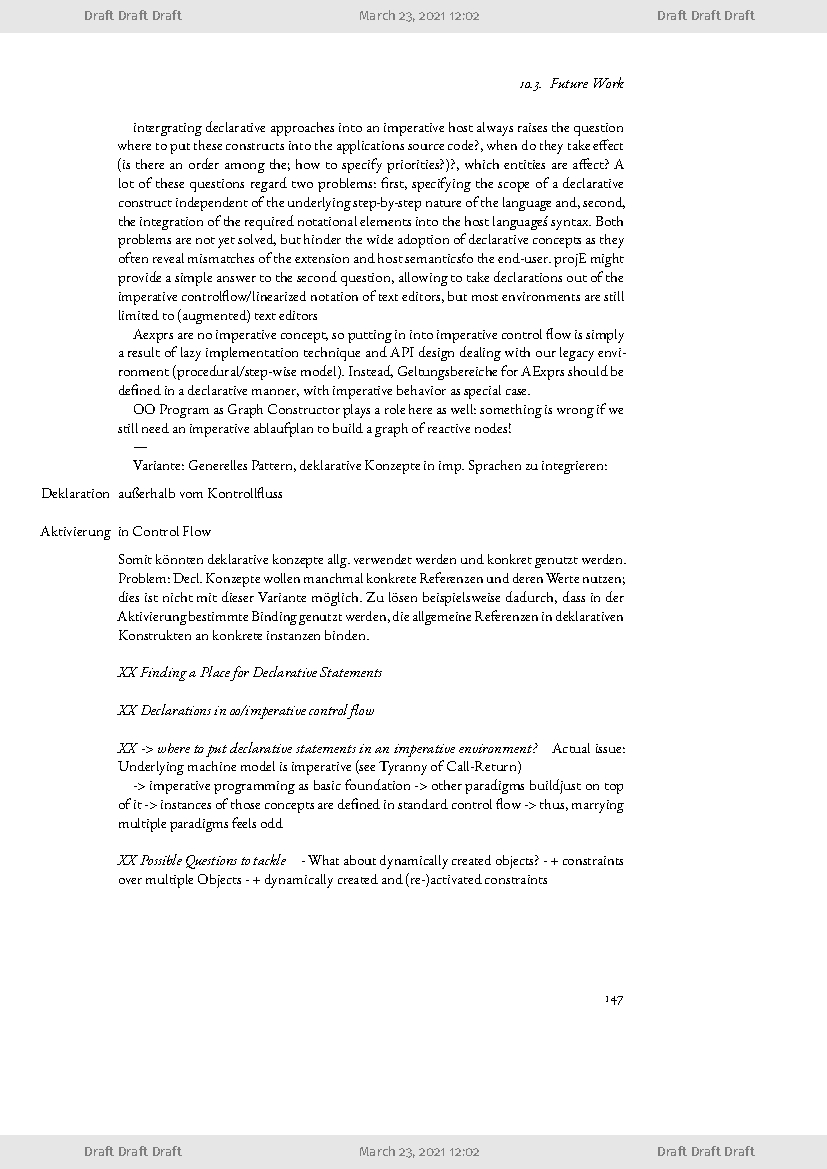 Draft Draft Draft March 23, 2021 12:02 Draft Draft Draft
10.3. Future Work
intergrating declarative approaches into an imperative host always raises the question
where to put these constructs into the applications source code?, when do they take effect
(is there an order among the; how to specify priorities?)?, which entities are affect? A
lot of these questions regard two problems: first, specifying the scope of a declarative
construct independent of the underlying step-by-step nature of the language and, second,
the integration of the required notational elements into the host languageś syntax. Both
problems are not yet solved, but hinder the wide adoption of declarative concepts as they
often reveal mismatches of the extension and host semantics´to the end-user. projE might
provide a simple answer to the second question, allowing to take declarations out of the
imperative controlflow/linearized notation of text editors, but most environments are still
limited to (augmented) text editors
Aexprs are no imperative concept, so putting in into imperative control flow is simply
a result of lazy implementation technique and API design dealing with our legacy envi-
ronment (procedural/step-wise model). Instead, Geltungsbereiche for AExprs should be
defined in a declarative manner, with imperative behavior as special case.
OO Program as Graph Constructor plays a role here as well: something is wrong if we
still need an imperative ablaufplan to build a graph of reactive nodes!
—
Variante: Generelles Pattern, deklarative Konzepte in imp. Sprachen zu integrieren:
Deklaration außerhalb vom Kontrollfluss
Aktivierung in Control Flow
Somit könnten deklarative konzepte allg. verwendet werden und konkret genutzt werden.
Problem: Decl. Konzepte wollen manchmal konkrete Referenzen und deren Werte nutzen;
dies ist nicht mit dieser Variante möglich. Zu lösen beispielsweise dadurch, dass in der
Aktivierung bestimmte Binding genutzt werden, die allgemeine Referenzen in deklarativen
Konstrukten an konkrete instanzen binden.
XX Finding a Place for Declarative Statements
XX Declarations in oo/imperative control flow
XX -> where to put declarative statements in an imperative environment? Actual issue:
Underlying machine model is imperative (see Tyranny of Call-Return)
-> imperative programming as basic foundation -> other paradigms buildjust on top
of it -> instances of those concepts are defined in standard control flow -> thus, marrying
multiple paradigms feels odd
XX Possible Questions to tackle - What about dynamically created objects? - + constraints
over multiple Objects - + dynamically created and (re-)activated constraints
147
Draft Draft Draft March 23, 2021 12:02 Draft Draft Draft